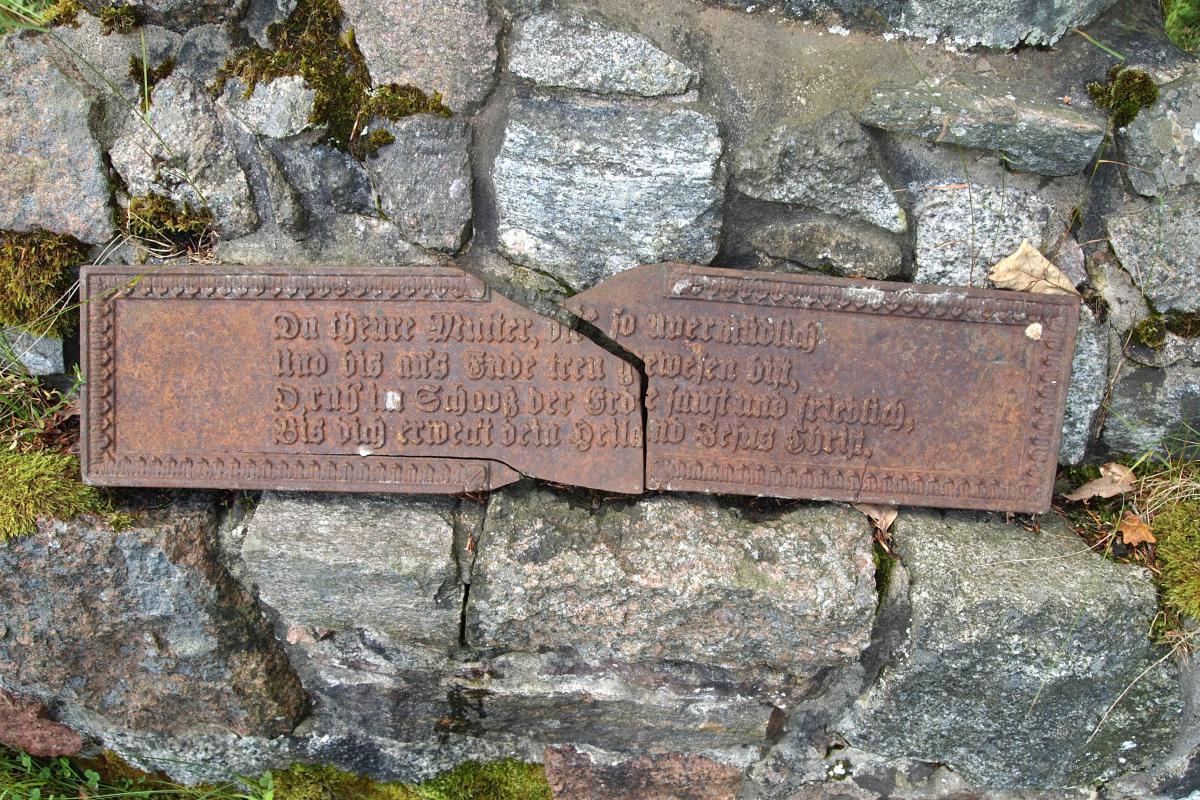 Du theure Mutter, die so unermüdlich
Und bis an's Ende treu gewesen bist,
O, ruh' im Schooß der Erde sanft und friedlich,
Bis dich erweckt dein Heiland Jesus Christ.